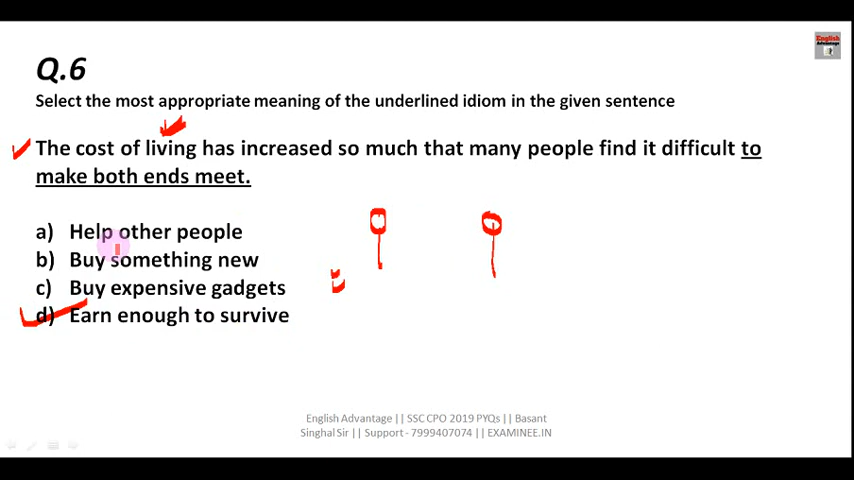 English
Advantage
Q.6
Select the most appropriate meaning of the underlined idiom in the given sentence
The cost of living has increased so much that many people find it difficult to
make both ends meet.
a) Help other people
b) Buy something new
c) Buy expensive gadgets
d) Earn enough to survive
English Advantage || SSC CPO 2019 PYQs || Basant
Singhal Sir || Support - 7999407074 || EXAMINEE.IN